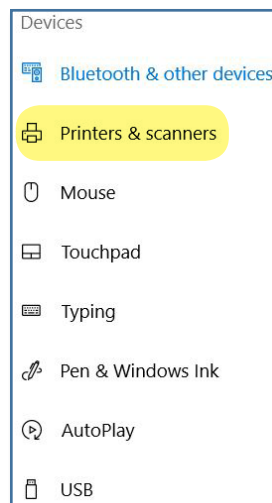 Devices
Bluetooth & other devices
Printers & scanners
Mouse
Touchpad
Typing
Pen & Windows Ink
AutoPlay
USB